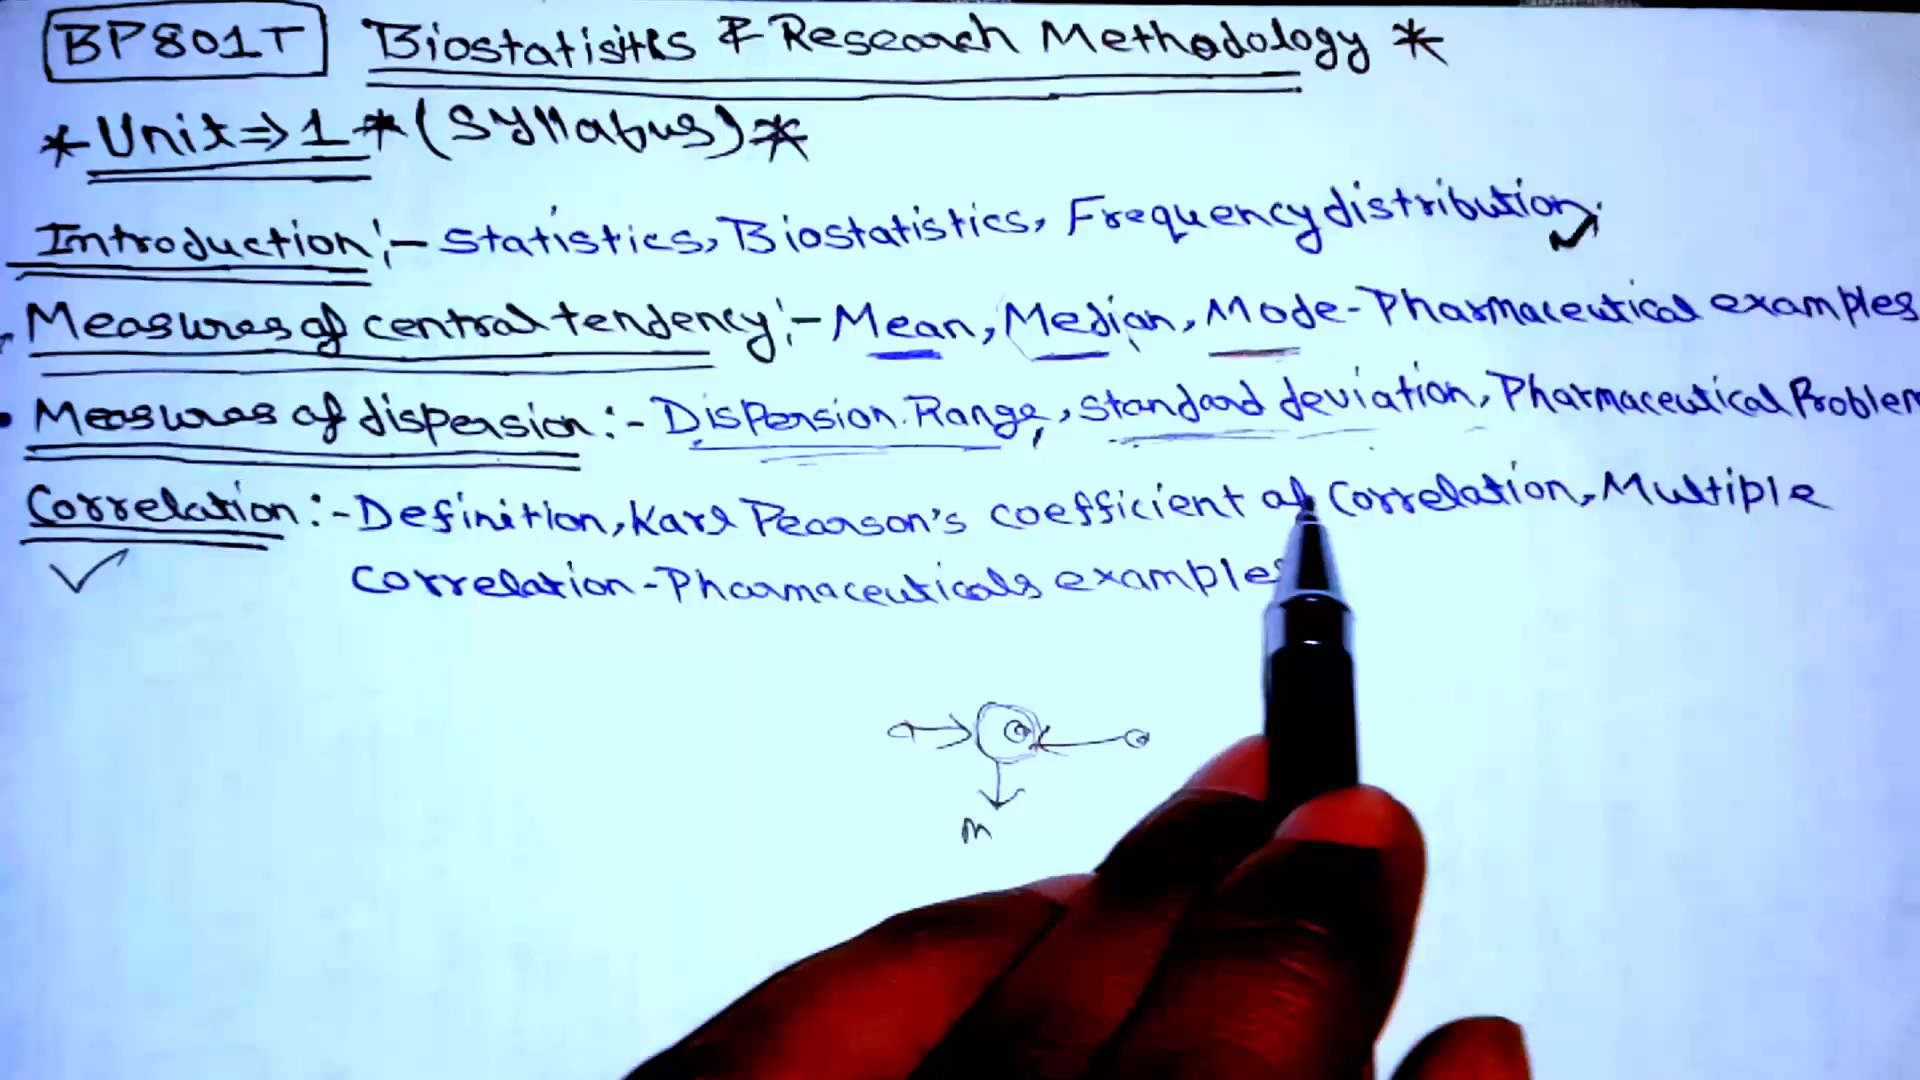 BP801T Biostatisitcs & Research Methodology *
* Unit ⇒ 1 * (Syllabus) *
Introduction:- Statistics, Biostatistics, Frequency distribution.
Measures of central tendency:- Mean, Median, Mode-Pharmaceutical examples
• Measures of dispersion:- Dispersion. Range, standard deviation, Pharmaceutical Problem
Correlation:- Definition, Karl Pearson's coefficient of Correlation, Multiple
Correlation-Pharmaceuticals examples
m